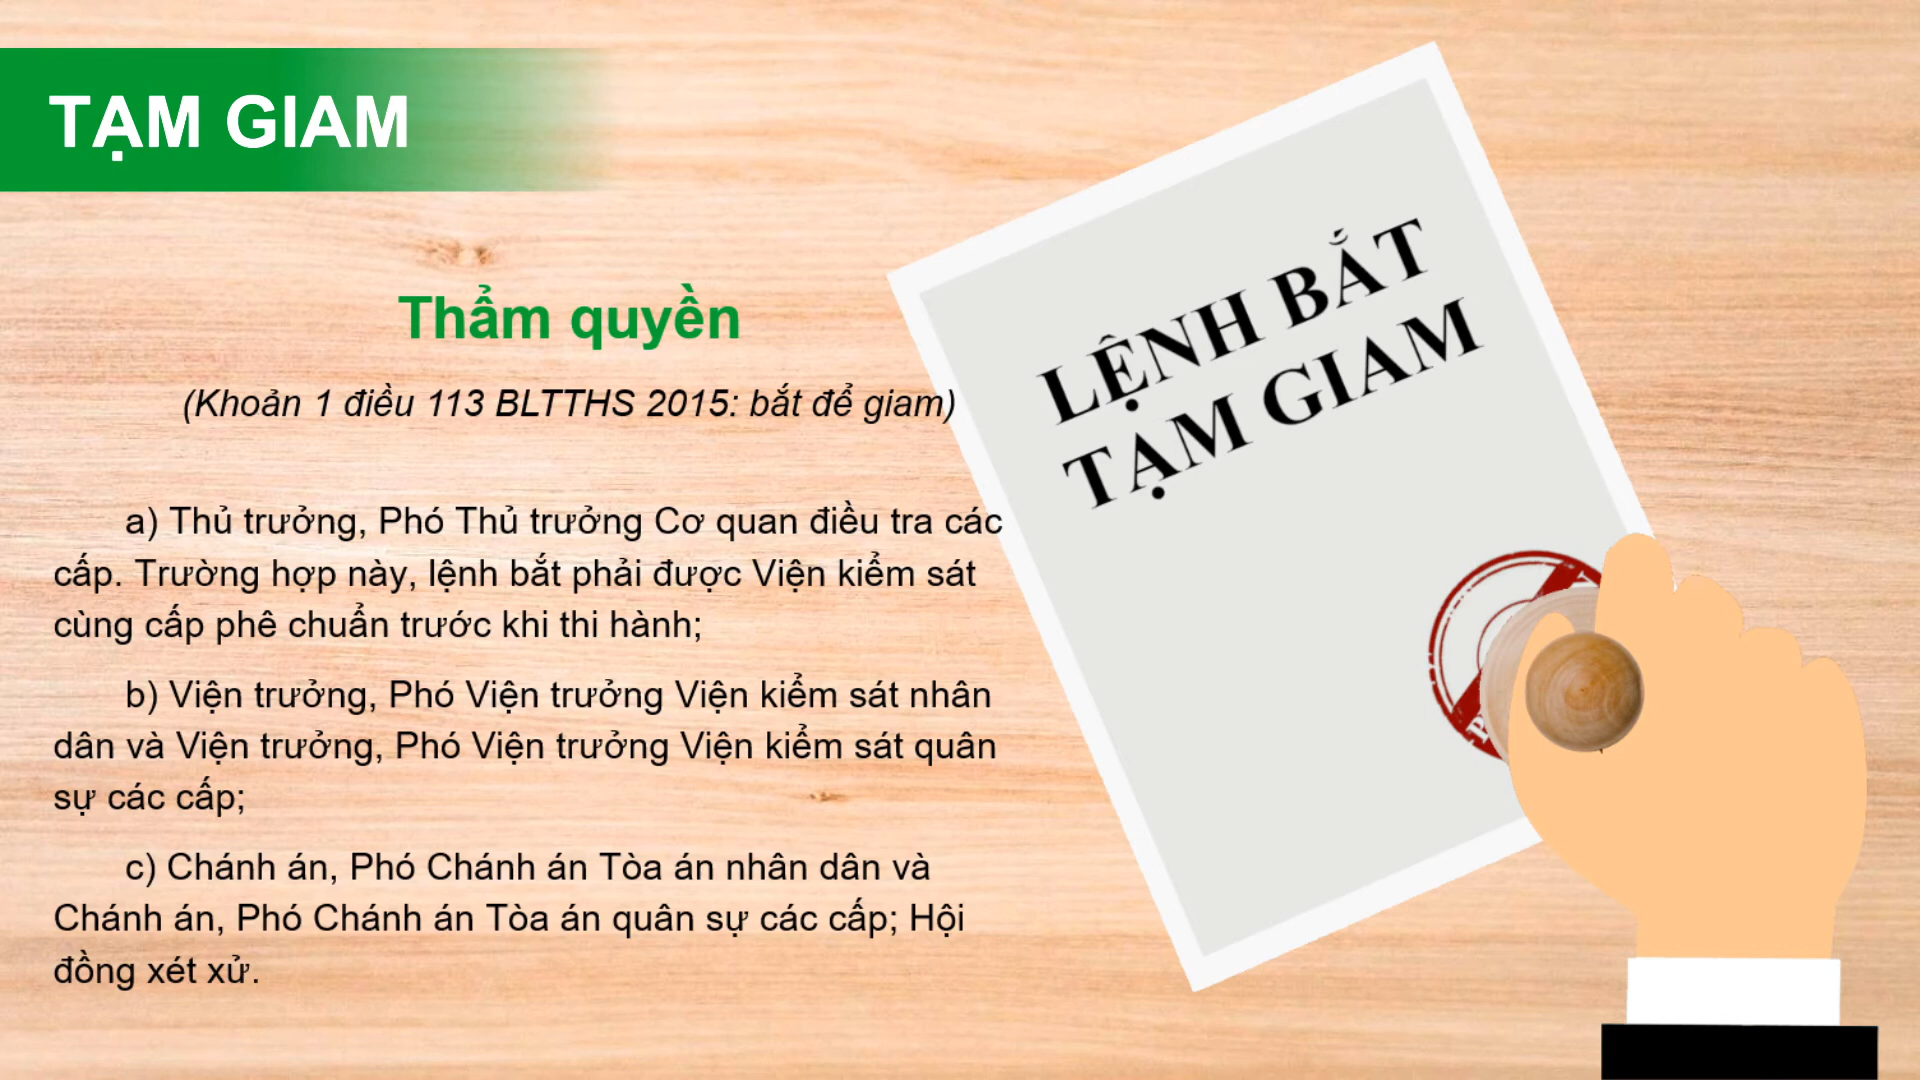 TẠM GIAM
Thẩm quyền
(Khoản 1 điều 113 BLTTHS 2015: bắt để giam)
a) Thủ trưởng, Phó Thủ trưởng Cơ quan điều tra các
cấp. Trường hợp này, lệnh bắt phải được Viện kiểm sát
cùng cấp phê chuẩn trước khi thi hành;
b) Viện trưởng, Phó Viện trưởng Viện kiểm sát nhân
dân và Viện trưởng, Phó Viện trưởng Viện kiểm sát quân
sự các cấp;
c) Chánh án, Phó Chánh án Tòa án nhân dân và
Chánh án, Phó Chánh án Tòa án quân sự các cấp; Hội
đồng xét xử.
LỆNH BẮT
TẠM GIAM